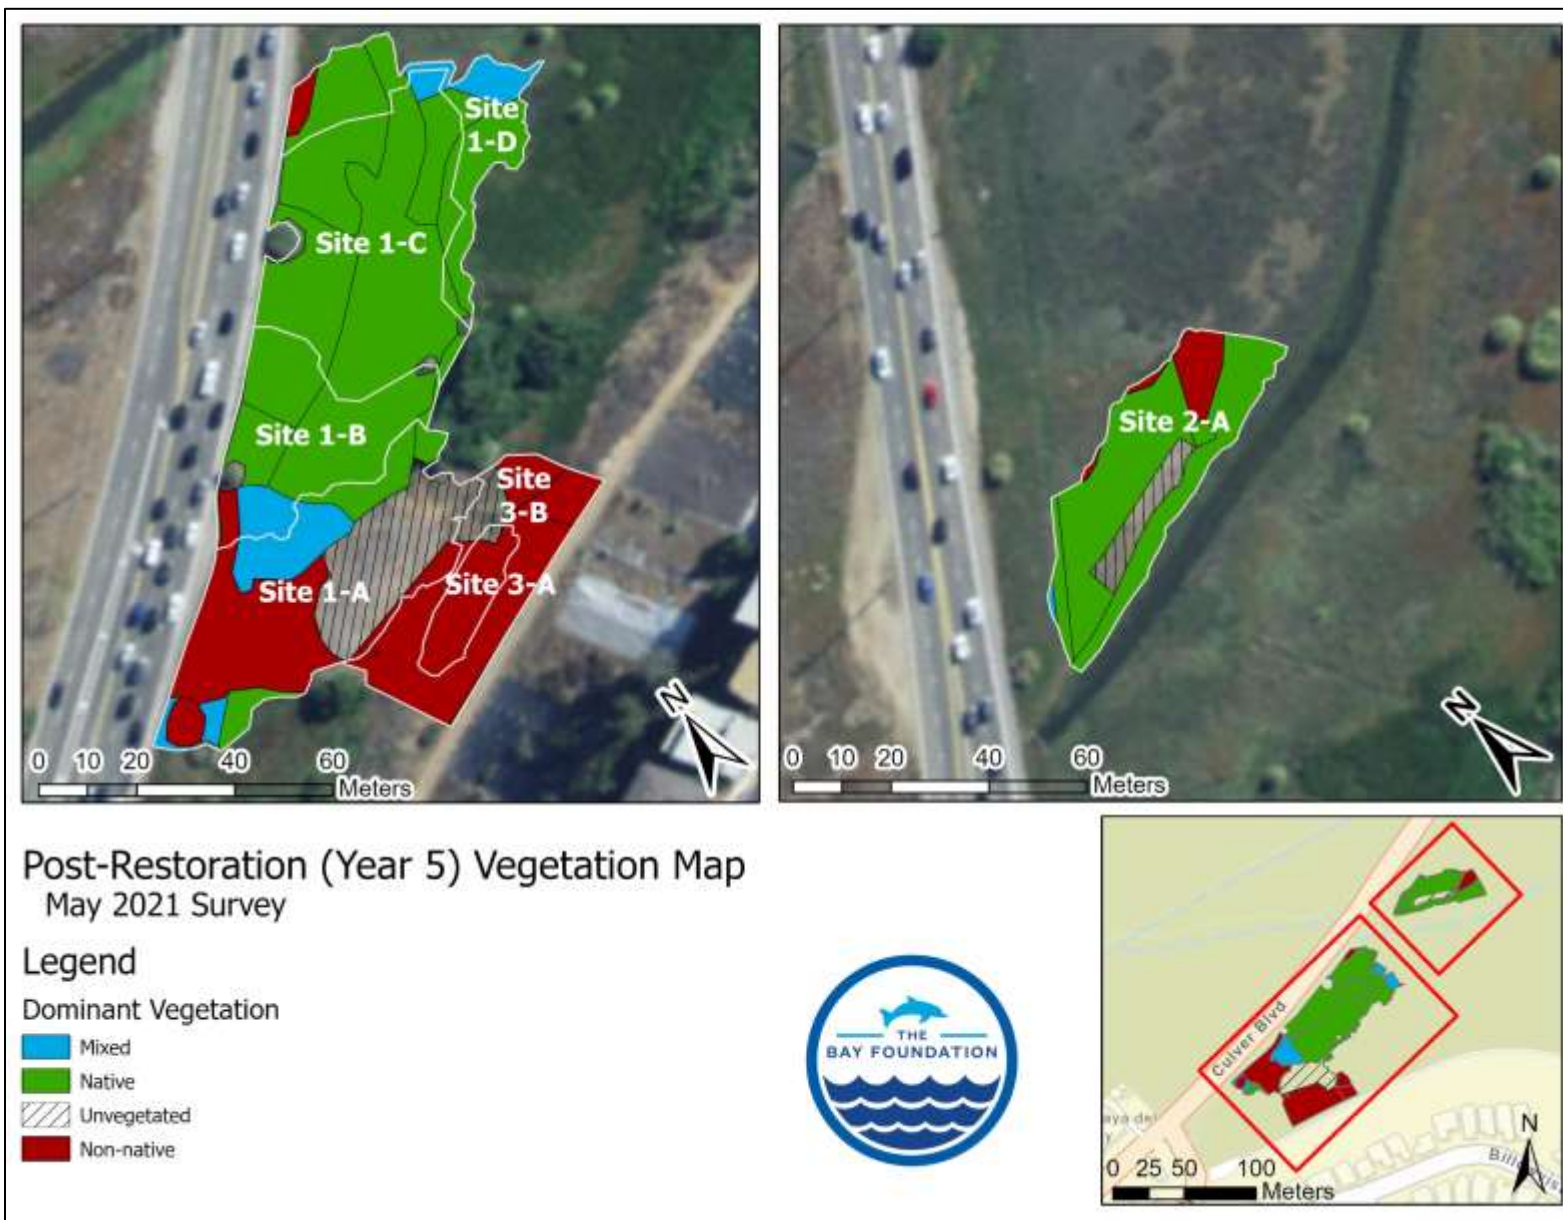 Site
1-D
Site 1-C
Site 1-B
Site
3-B
Site 1-A
Site 3-A
N
0 10 20 40 60
Meters
Site 2-A
N
0 10 20 40 60
Meters
Post-Restoration (Year 5) Vegetation Map
May 2021 Survey
Legend
Dominant Vegetation
Mixed
Native
Unvegetated
Non-native
THE
BAY FOUNDATION
Culver Blvd
N
0 25 50 100
Meters